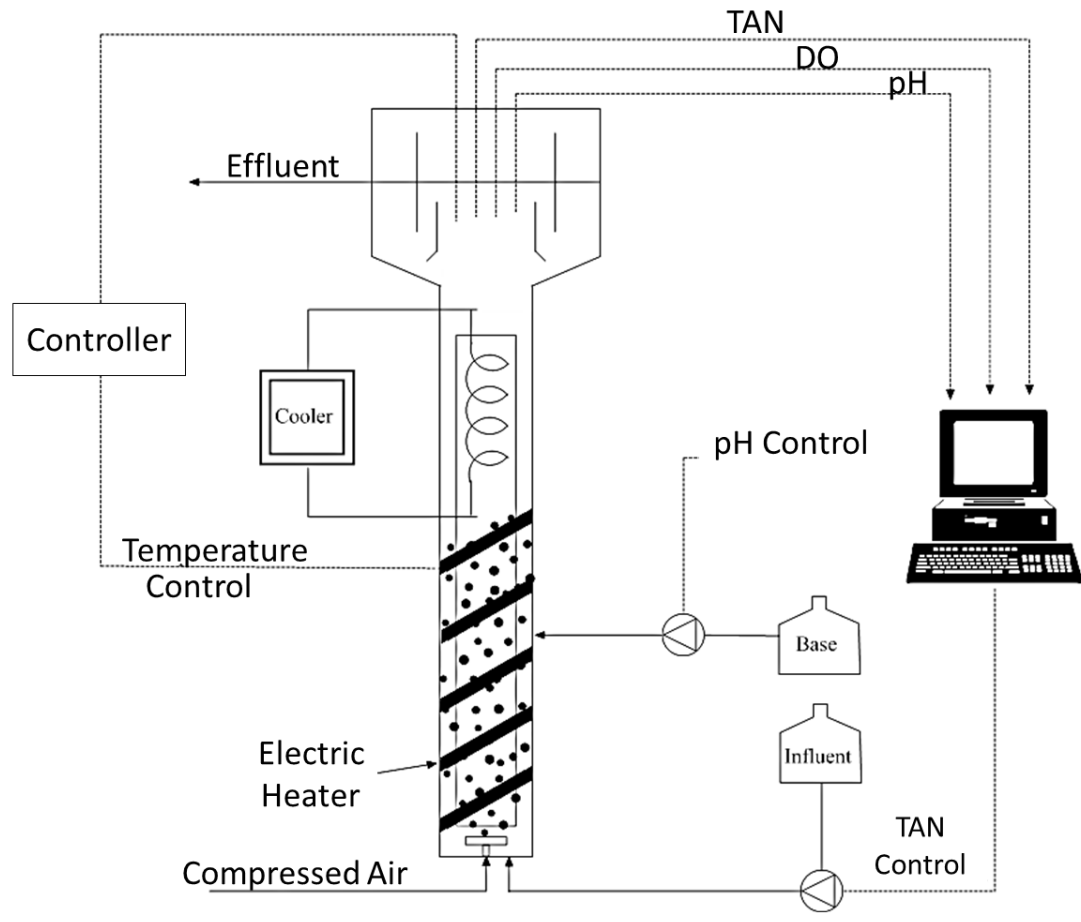 TAN
DO
pH
Effluent
Controller
Cooler
pH Control
Temperature
Control
Base
Influent
Electric
Heater
TAN
Control
Compressed Air